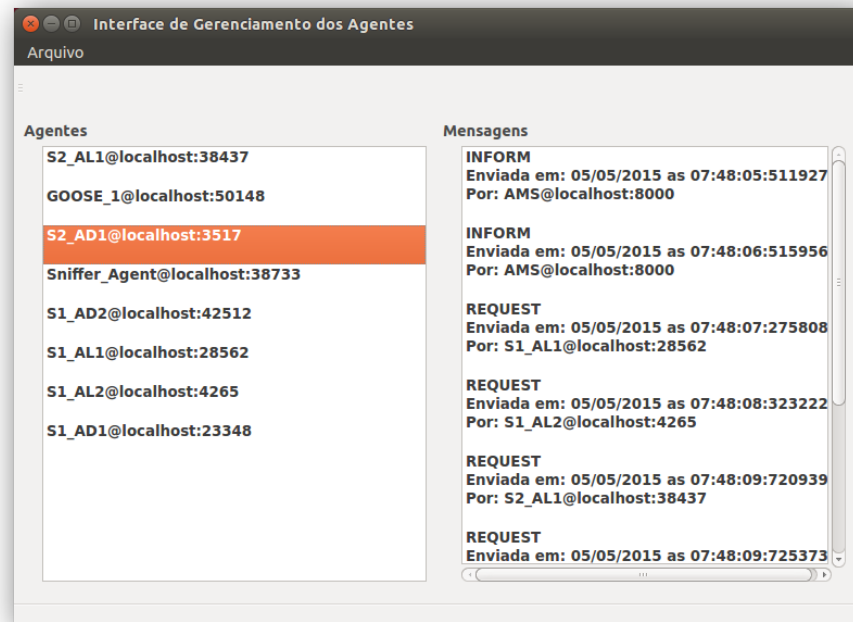 Interface de Gerenciamento dos Agentes
Arquivo
Agentes
S2_AL1@localhost:38437
GOOSE_1@localhost:50148
S2_AD1@localhost:3517
Sniffer_Agent@localhost:38733
S1_AD2@localhost:42512
S1_AL1@localhost:28562
S1_AL2@localhost:4265
S1_AD1@localhost:23348
Mensagens
INFORM
Enviada em: 05/05/2015 as 07:48:05:511927
Por: AMS@localhost:8000
INFORM
Enviada em: 05/05/2015 as 07:48:06:515956
Por: AMS@localhost:8000
REQUEST
Enviada em: 05/05/2015 as 07:48:07:275808
Por: S1_AL1@localhost:28562
REQUEST
Enviada em: 05/05/2015 as 07:48:08:323222
Por: S1_AL2@localhost:4265
REQUEST
Enviada em: 05/05/2015 as 07:48:09:720939
Por: S2_AL1@localhost:38437
REQUEST
Enviada em: 05/05/2015 as 07:48:09:725373